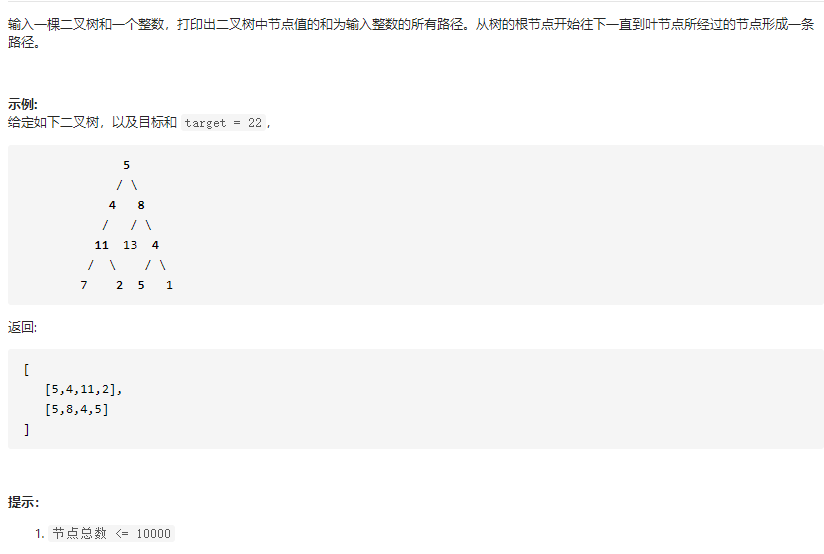 输入一棵二叉树和一个整数，打印出二叉树中节点值的和为输入整数的所有路径。从树的根节点开始往下一直到叶节点所经过的节点形成一条
路径。
示例:
给定如下二叉树，以及目标和 target = 22，
5
/ \
4   8
/   / \
11  13  4
/  \    / \
7    2  5   1
返回:
[
[5,4,11,2],
[5,8,4,5]
]
提示：
1. 节点总数 <= 10000